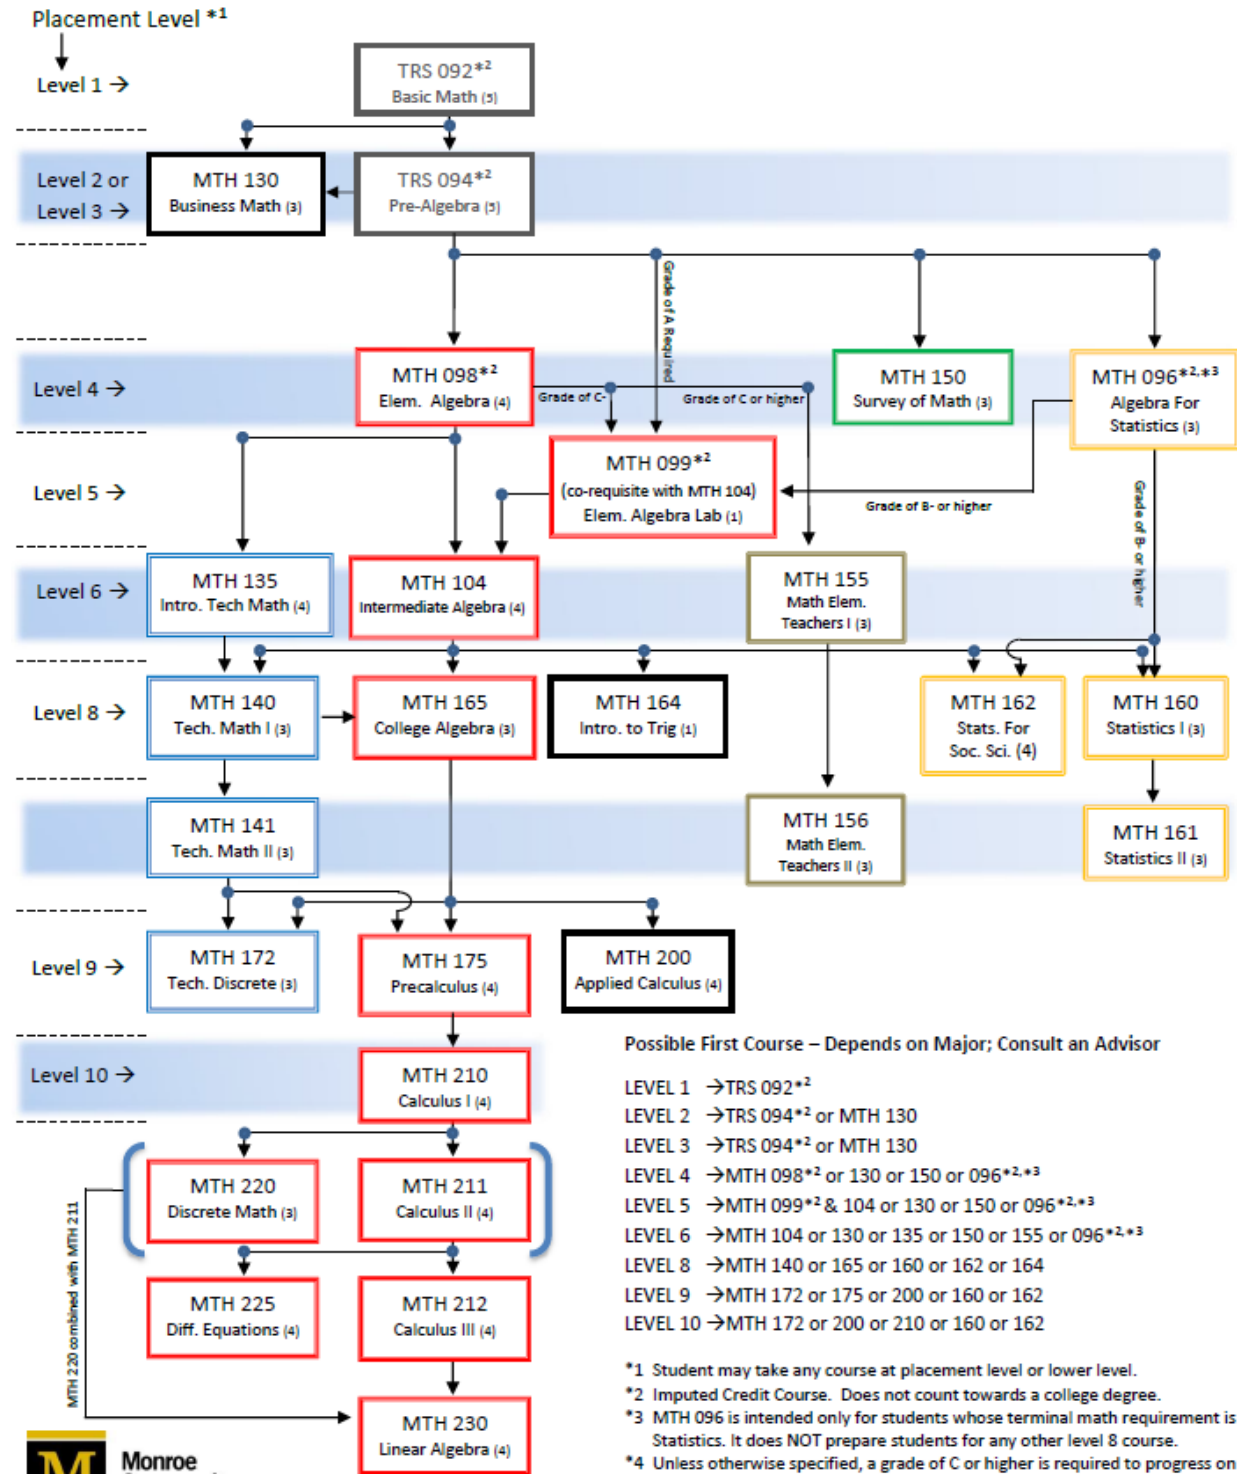 Placement Level *1
Level 1 →
TRS 092*2
Basic Math (5)
Level 2 or
Level 3 →
MTH 130
Business Math (3)
TRS 094*2
Pre-Algebra (5)
Grade of A Required
Level 4 →
MTH 098*2
Elem. Algebra (4)
Grade of C-
Grade of C or higher
MTH 150
Survey of Math (3)
MTH 096*2,*3
Algebra For
Statistics (3)
Level 5 →
MTH 099*2
(co-requisite with MTH 104)
Elem. Algebra Lab (1)
Grade of B- or higher
Grade of B- or higher
Level 6 →
MTH 135
Intro. Tech Math (4)
MTH 104
Intermediate Algebra (4)
MTH 155
Math Elem.
Teachers I (3)
Level 8 →
MTH 140
Tech. Math I (3)
MTH 165
College Algebra (3)
MTH 164
Intro. to Trig (1)
MTH 162
Stats. For
Soc. Sci. (4)
MTH 160
Statistics I (3)
MTH 141
Tech. Math II (3)
MTH 156
Math Elem.
Teachers II (3)
MTH 161
Statistics II (3)
Level 9 →
MTH 172
Tech. Discrete (3)
MTH 175
Precalculus (4)
MTH 200
Applied Calculus (4)
Level 10 →
MTH 210
Calculus I (4)
MTH 220
Discrete Math (3)
MTH 211
Calculus II (4)
MTH 220 combined with MTH 211
MTH 225
Diff. Equations (4)
MTH 212
Calculus III (4)
MTH 230
Linear Algebra (4)
Possible First Course – Depends on Major; Consult an Advisor
LEVEL 1 →TRS 092*2
LEVEL 2 →TRS 094*2 or MTH 130
LEVEL 3 →TRS 094*2 or MTH 130
LEVEL 4 →MTH 098*2 or 130 or 150 or 096*2,*3
LEVEL 5 →MTH 099*2 & 104 or 130 or 150 or 096*2,*3
LEVEL 6 →MTH 104 or 130 or 135 or 150 or 155 or 096*2,*3
LEVEL 8 →MTH 140 or 165 or 160 or 162 or 164
LEVEL 9 →MTH 172 or 175 or 200 or 160 or 162
LEVEL 10 →MTH 172 or 200 or 210 or 160 or 162
*1 Student may take any course at placement level or lower level.
*2 Imputed Credit Course. Does not count towards a college degree.
*3 MTH 096 is intended only for students whose terminal math requirement is
Statistics. It does NOT prepare students for any other level 8 course.
*4 Unless otherwise specified, a grade of C or higher is required to progress on
M
Monroe